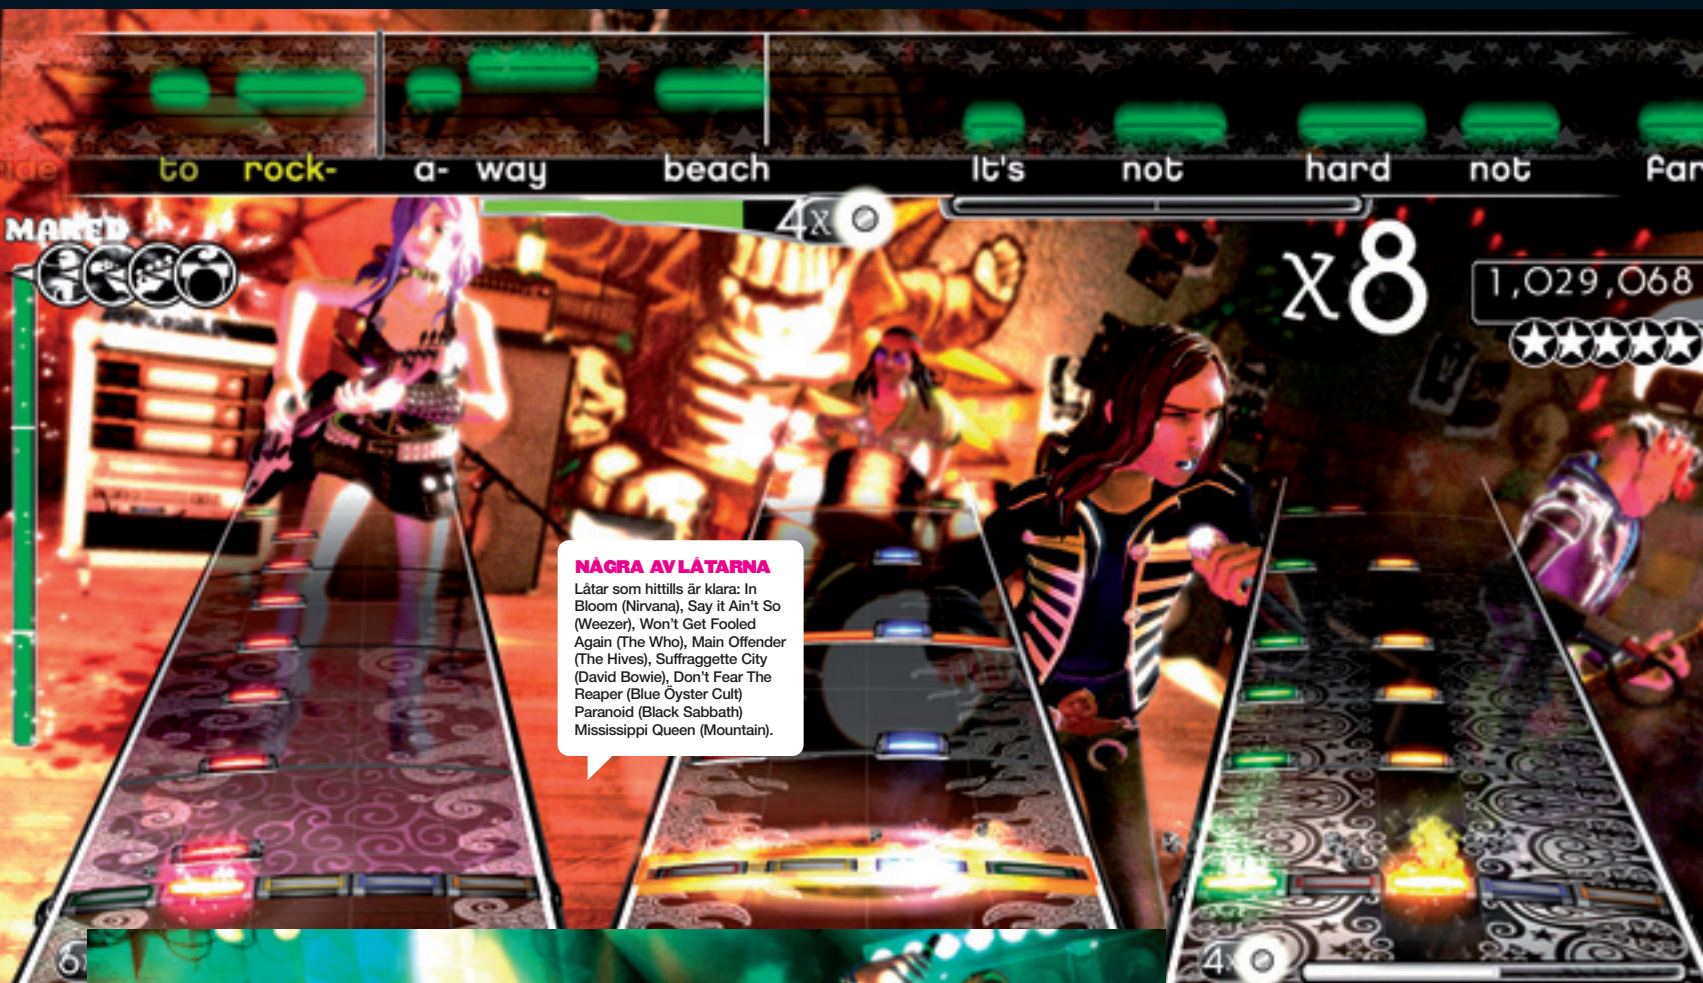 to rock- a- way beach It's not hard not far
MAKED
4x
x8
1,029,068
NÅGRA AV LÅTARNA
Låtar som hittills är klara: In
Bloom (Nirvana), Say it Ain't So
(Weezer), Won't Get Fooled
Again (The Who), Main Offender
(The Hives), Suffraggette City
(David Bowie), Don't Fear The
Reaper (Blue Öyster Cult)
Paranoid (Black Sabbath)
Mississippi Queen (Mountain).
4x